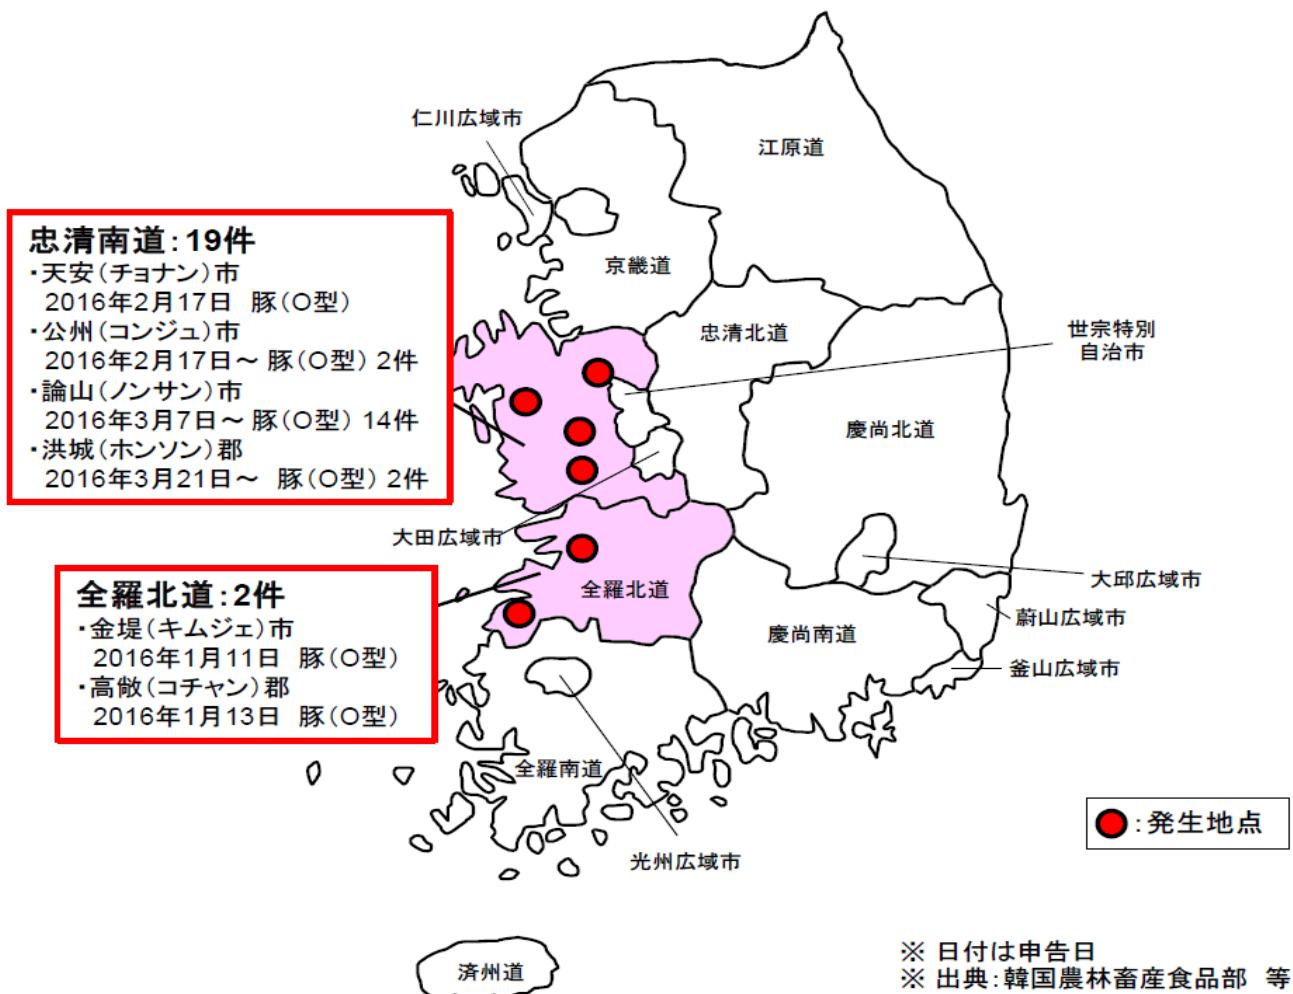 仁川広域市
江原道
忠清南道:19件
・天安(チョナン)市
2016年2月17日 豚(O型)
・公州(コンジュ)市
2016年2月17日~ 豚(O型) 2件
・論山(ノンサン)市
2016年3月7日~ 豚(O型) 14件
・洪城(ホンソン)郡
2016年3月21日~ 豚(O型) 2件
京畿道
忠清北道
世宗特別
自治市
慶尚北道
大田広域市
全羅北道:2件
・金堤(キムジェ)市
2016年1月11日 豚(O型)
・高敞(コチャン)郡
2016年1月13日 豚(O型)
全羅北道
大邱広域市
蔚山広域市
慶尚南道
釜山広域市
全羅南道
光州広域市
:発生地点
済州道
※ 日付は申告日
※ 出典:韓国農林畜産食品部 等